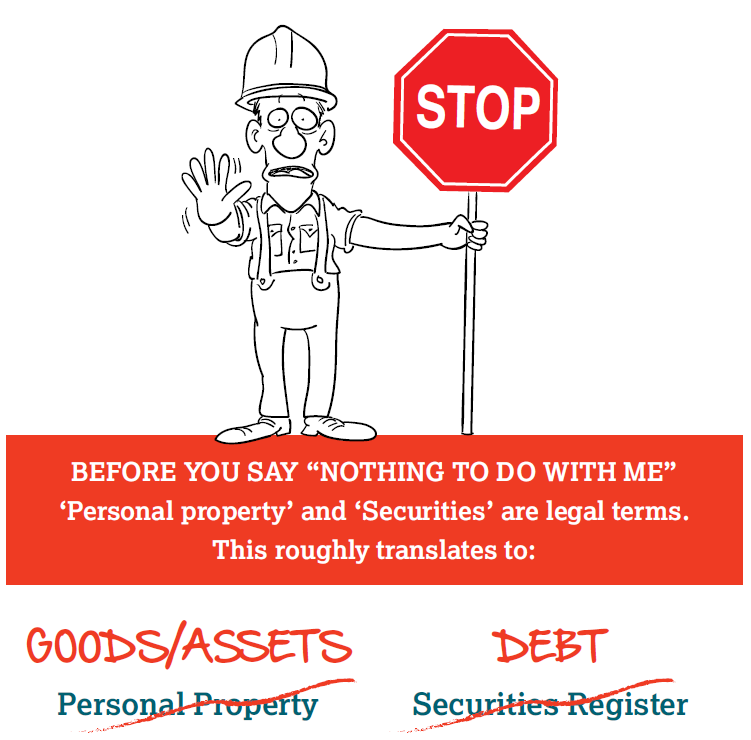 STOP
BEFORE YOU SAY “NOTHING TO DO WITH ME”
‘Personal property’ and ‘Securities’ are legal terms.
This roughly translates to:
GOODS/ASSETS
DEBT
Personal Property
Securities Register